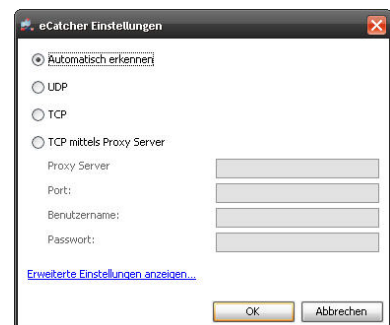 eCatcher Einstellungen
Automatisch erkennen
UDP
TCP
TCP mittels Proxy Server
Proxy Server
Port:
Benutzername:
Passwort:
Erweiterte Einstellungen anzeigen...
OK Abbrechen